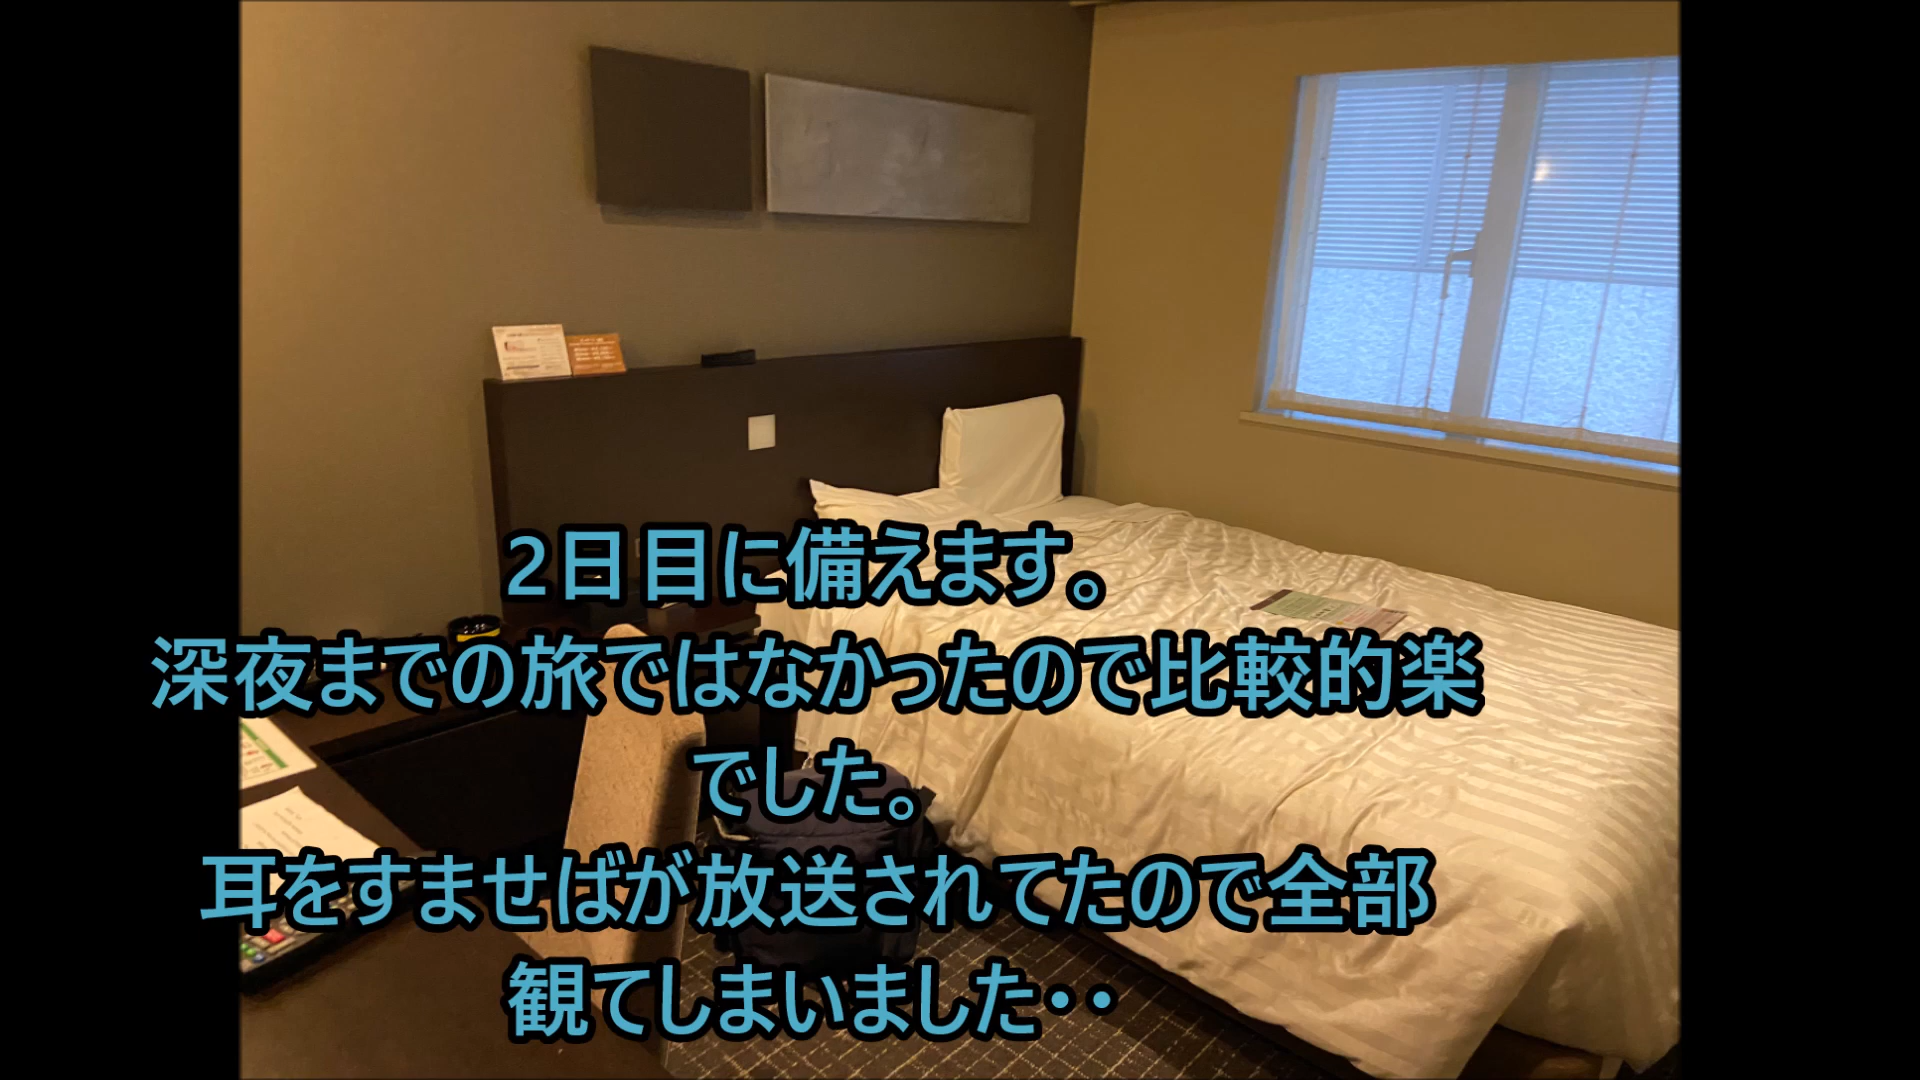 2日目に備えます。
深夜までの旅ではなかったので比較的楽
でした。
耳をすませばが放送されてたので全部
観てしまいました・・